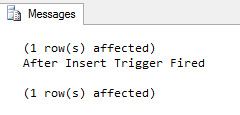 Messages
(1 row(s) affected)
After Insert Trigger Fired
(1 row(s) affected)